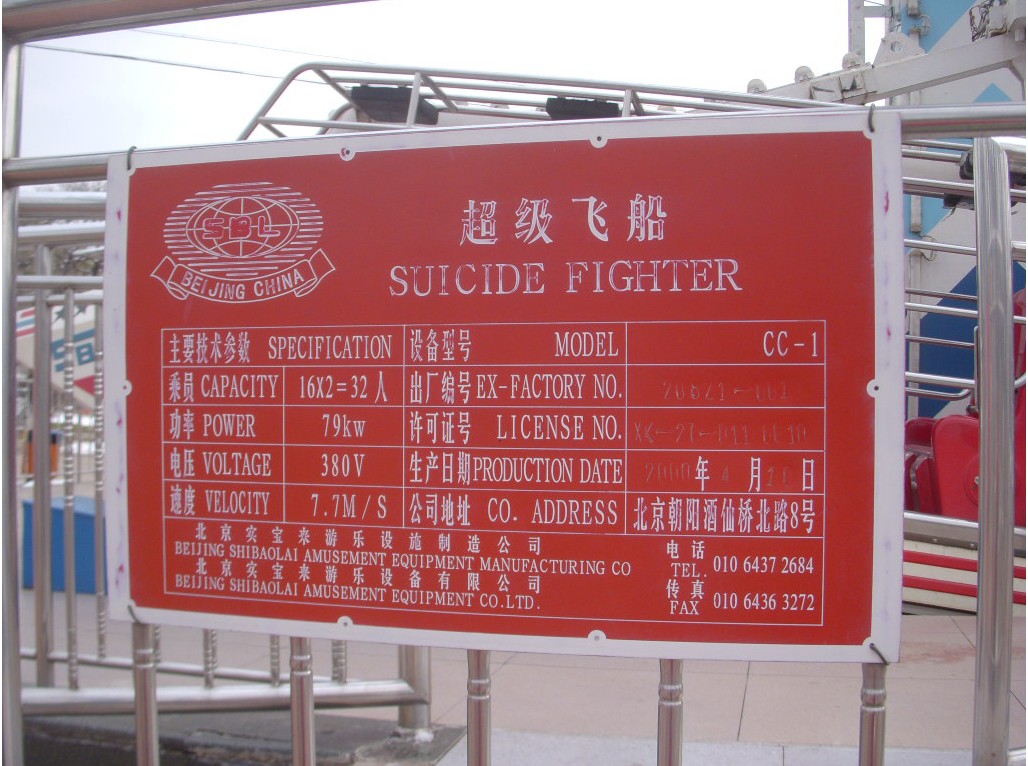 SBL
BEIJING CHINA
超级飞船
SUICIDE FIGHTER
主要技术参数 SPECIFICATION 设备型号 MODEL CC-1
乘员 CAPACITY 16X2=32人 出厂编号 EX-FACTORY NO.
功率 POWER 79kw 许可证号 LICENSE NO.
电压 VOLTAGE 380V 生产日期 PRODUCTION DATE 2000年4月 日
速度 VELOCITY 7.7M/S 公司地址 CO. ADDRESS 北京朝阳酒仙桥北路8号
北京实宝来游乐设施制造公司
BEIJING SHIBAOLAI AMUSEMENT EQUIPMENT MANUFACTURING CO
北京实宝来游乐设备有限公司
BEIJING SHIBAOLAI AMUSEMENT EQUIPMENT CO.LTD.
电话
TEL. 010 6437 2684
传真
FAX 010 6436 3272